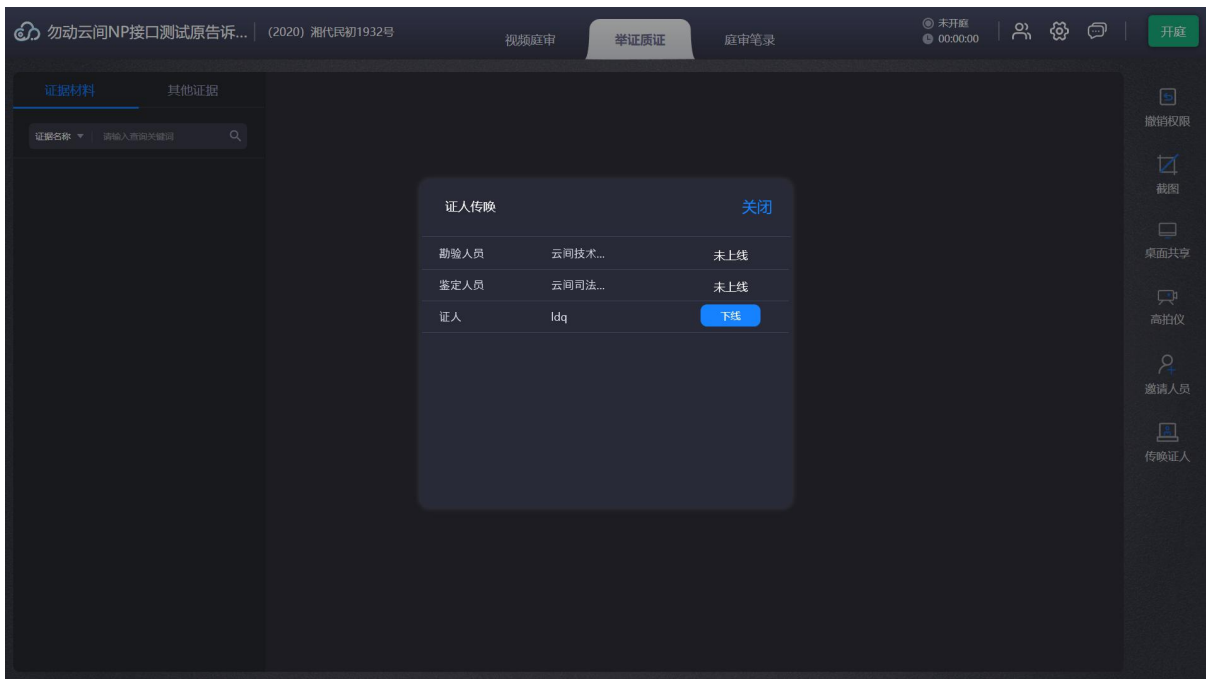 勿动云间NP接口测试原告诉... (2020) 湘代民初1932号 视频庭审 举证质证 庭审笔录 未开庭 00:00:00 开庭
证据材料 其他证据
证据名称 请输入查询关键词
撤销权限
截图
桌面共享
高拍仪
邀请人员
传唤证人
证人传唤 关闭
勘验人员 云间技术... 未上线
鉴定人员 云间司法... 未上线
证人 ldq 下线